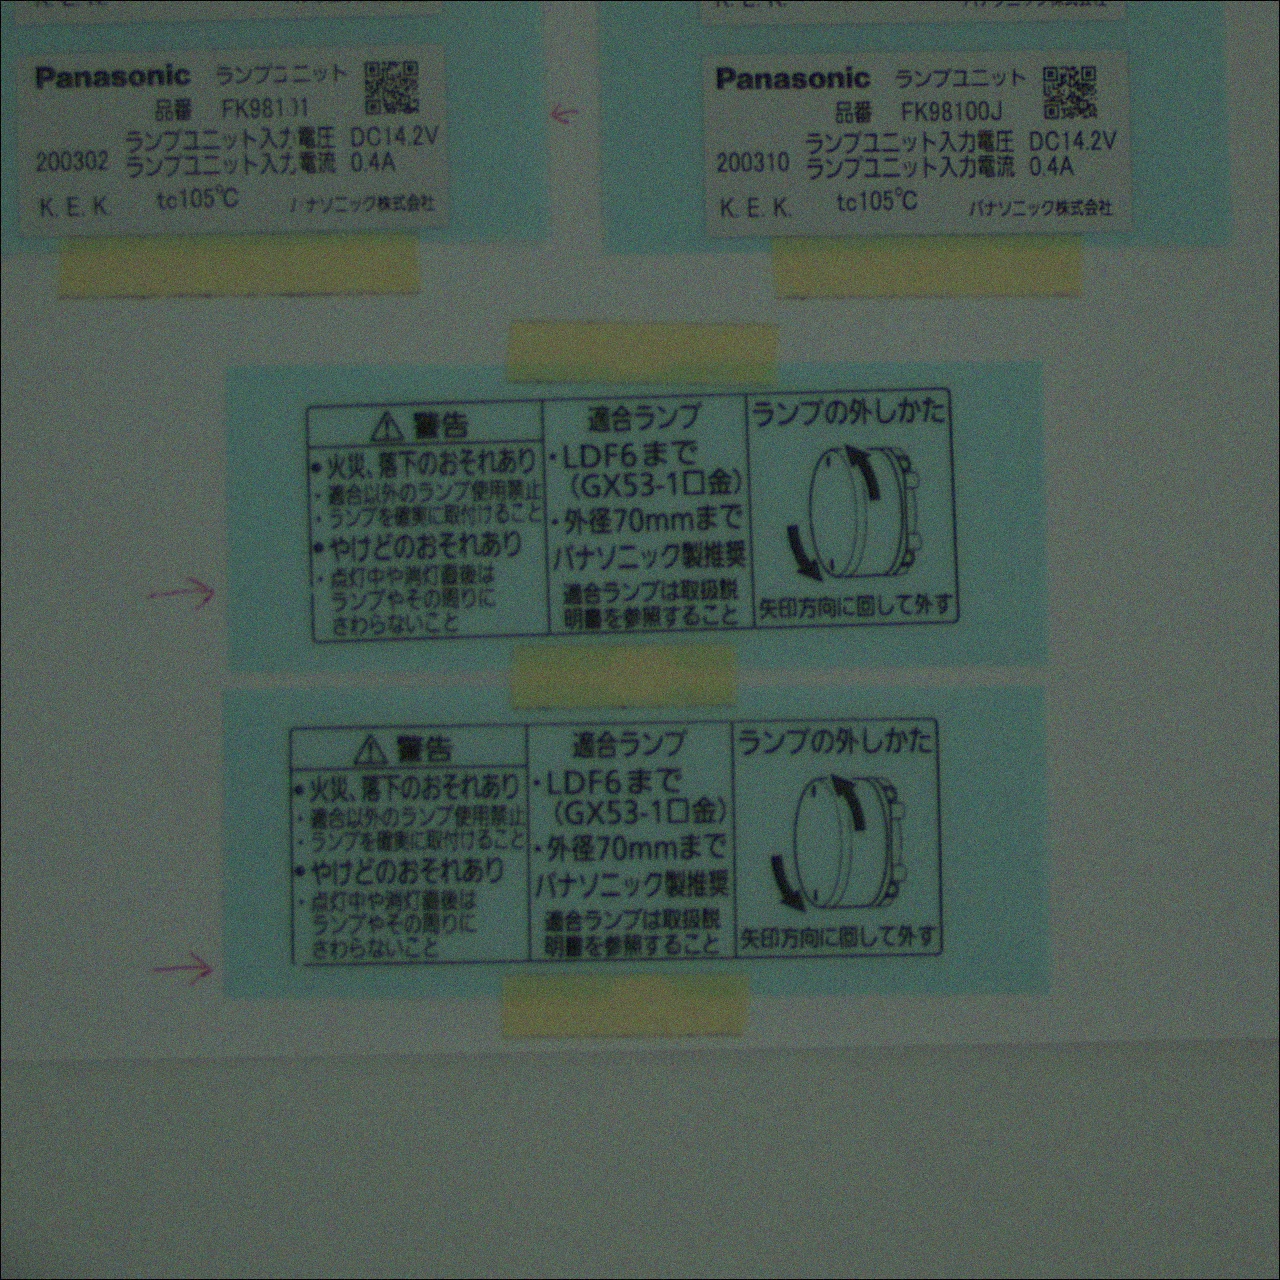 Panasonic ランプユニット
品番
ランプユニット入力電圧 DC14.2V
200302 ランプユニット入力電流 0.4A
K.E.K. tc105℃ パナソニック株式会社
Panasonic ランプユニット
品番 FK98100J
ランプユニット入力電圧 DC14.2V
200310 ランプユニット入力電流 0.4A
K.E.K. tc105℃ パナソニック株式会社
警告
•火災、落下のおそれあり
・適合以外のランプ使用禁止
・ランプを確実に取付けること
•やけどのおそれあり
・点灯中や消灯直後は
ランプやその周りに
さわらないこと
適合ランプ
・LDF6まで
(GX53-1口金)
・外径70mmまで
パナソニック製推奨
適合ランプは取扱説
明書を参照すること
ランプの外しかた
矢印方向に回して外す
警告
•火災、落下のおそれあり
・適合以外のランプ使用禁止
・ランプを確実に取付けること
•やけどのおそれあり
・点灯中や消灯直後は
ランプやその周りに
さわらないこと
適合ランプ
・LDF6まで
(GX53-1口金)
・外径70mmまで
パナソニック製推奨
適合ランプは取扱説
明書を参照すること
ランプの外しかた
矢印方向に回して外す